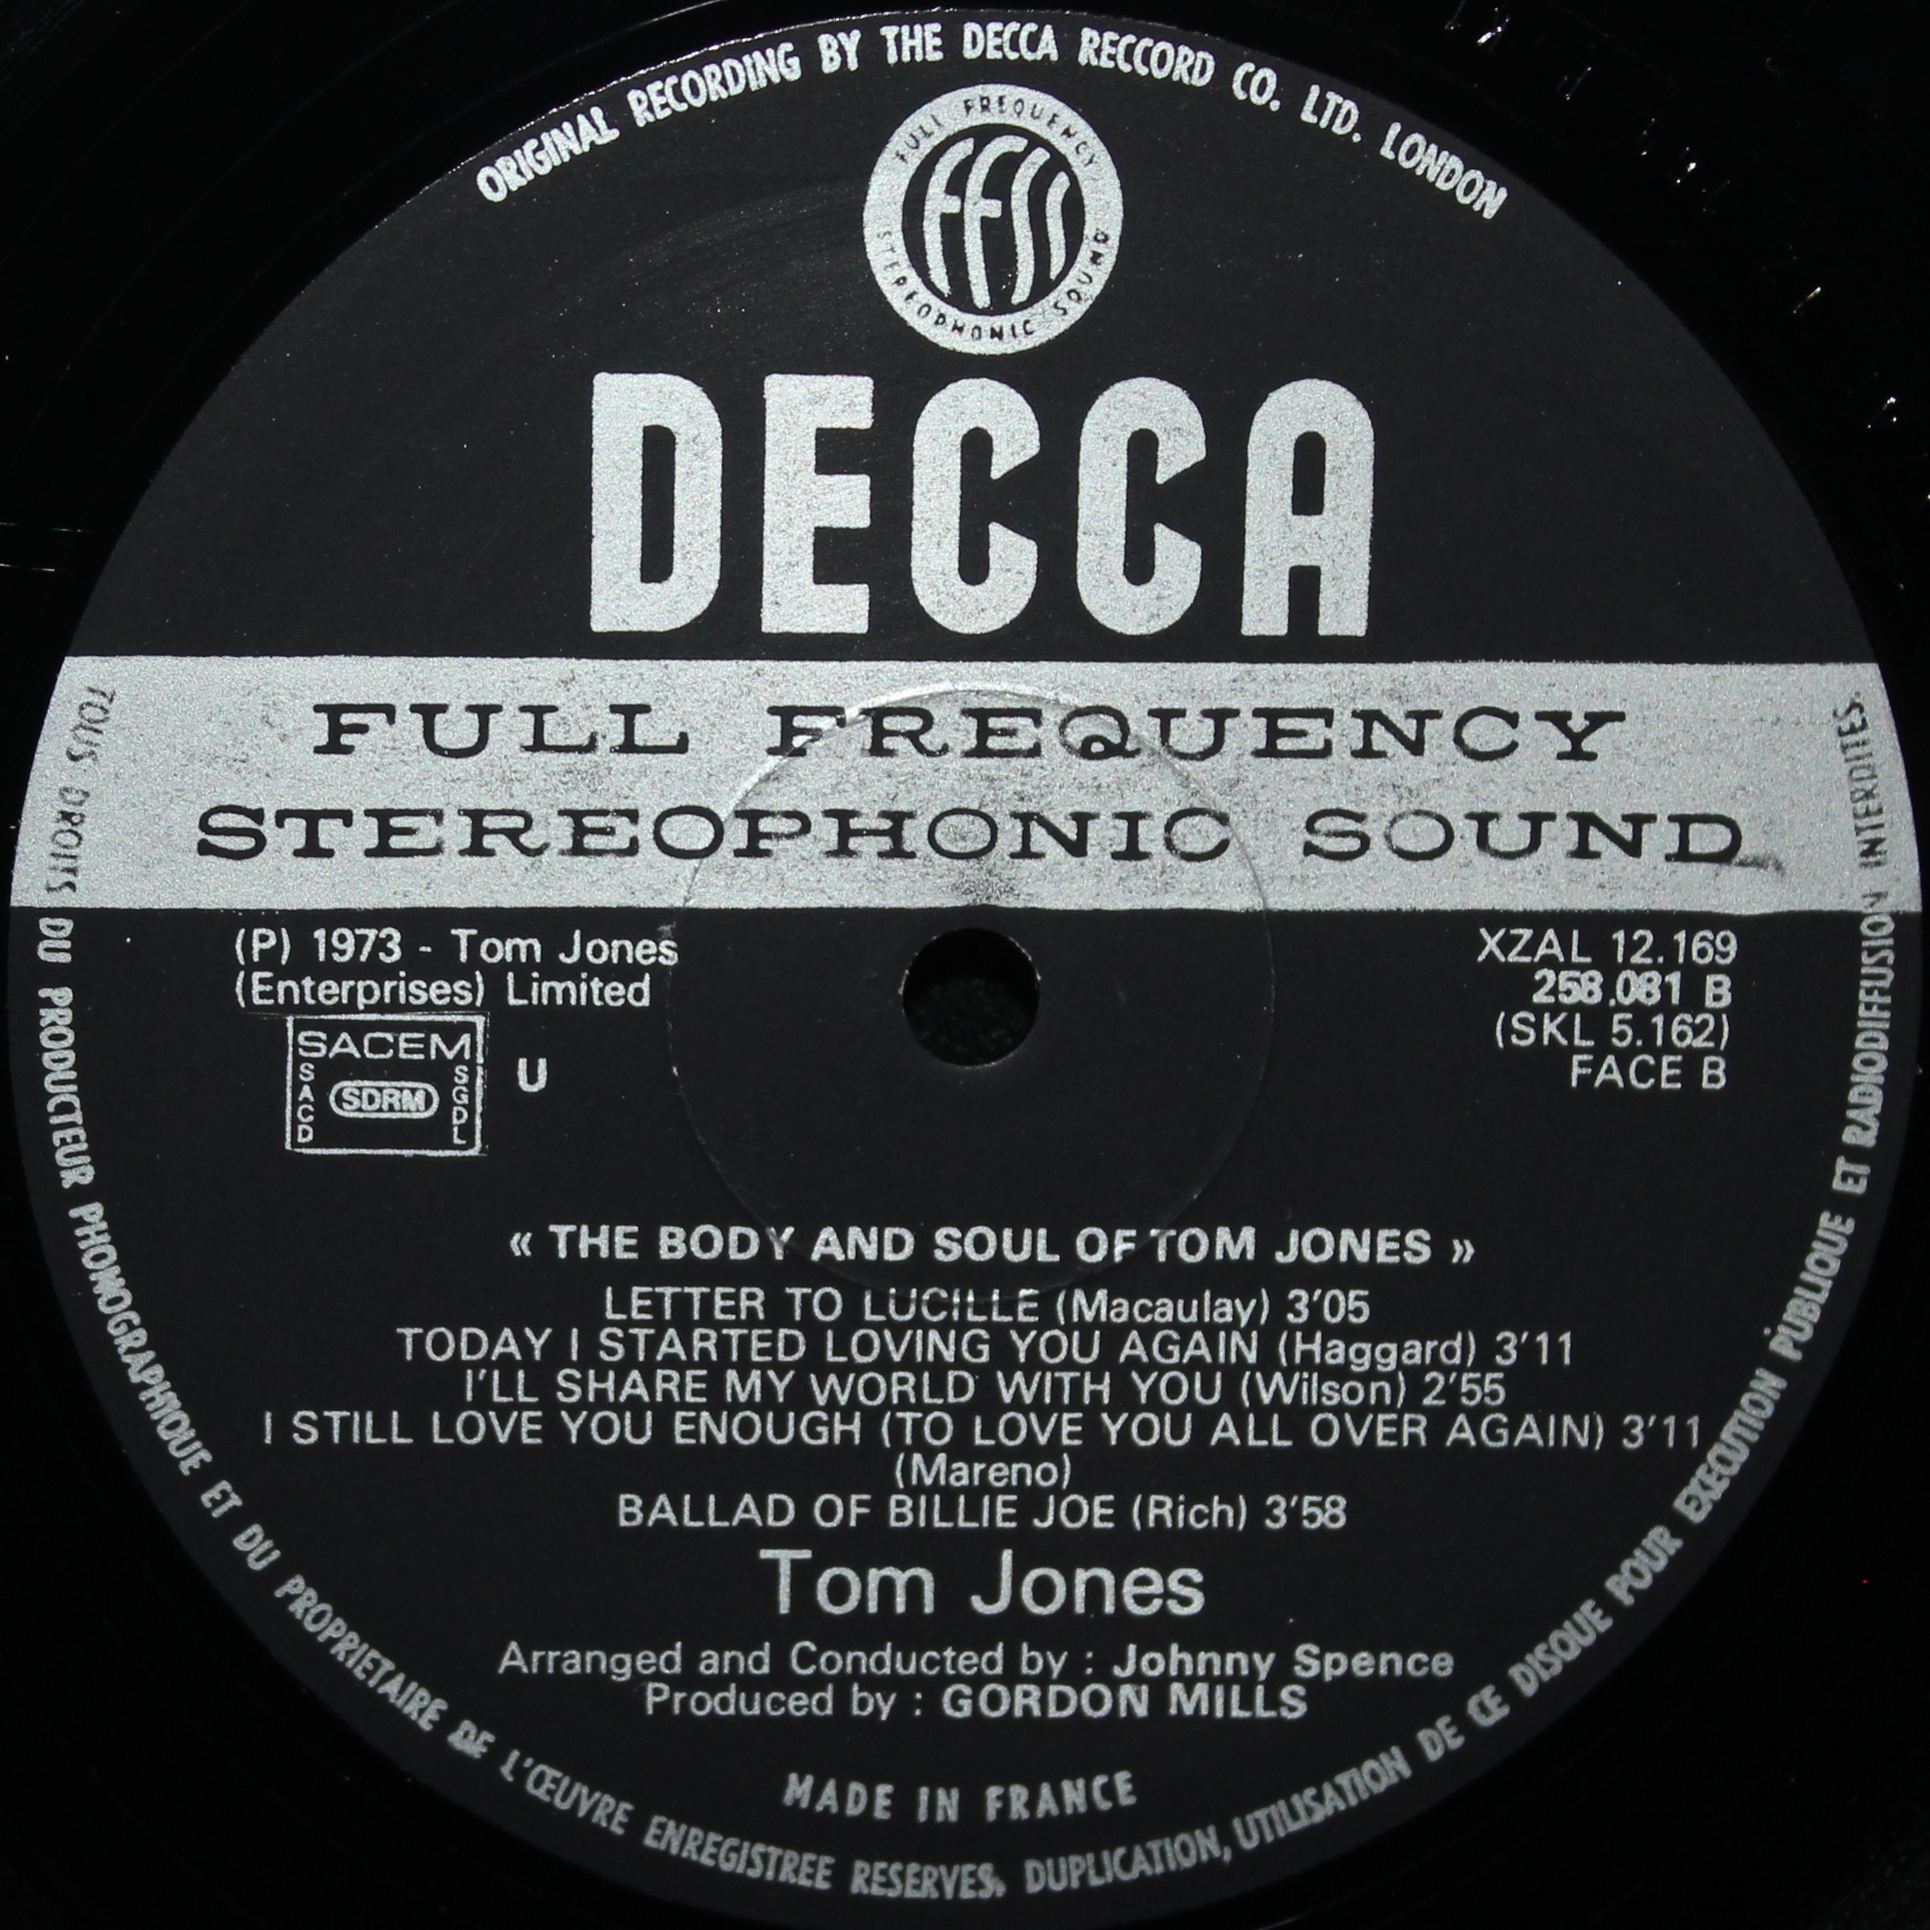 ORIGINAL RECORDING BY THE DECCA RECCORD CO. LTD. LONDON
FULL FREQUENCY
ffss
STEREOPHONIC SOUND
DECCA
FULL FREQUENCY
STEREOPHONIC SOUND
(P) 1973 - Tom Jones
(Enterprises) Limited
SACEM
SACD
SDRM
SGDL
U
XZAL 12.169
258.081 B
(SKL 5.162)
FACE B
« THE BODY AND SOUL OF TOM JONES »
LETTER TO LUCILLE (Macaulay) 3'05
TODAY I STARTED LOVING YOU AGAIN (Haggard) 3'11
I'LL SHARE MY WORLD WITH YOU (Wilson) 2'55
I STILL LOVE YOU ENOUGH (TO LOVE YOU ALL OVER AGAIN) 3'11
(Mareno)
BALLAD OF BILLIE JOE (Rich) 3'58
Tom Jones
Arranged and Conducted by : Johnny Spence
Produced by : GORDON MILLS
MADE IN FRANCE
TOUS DROITS DU PRODUCTEUR PHONOGRAPHIQUE ET DU PROPRIETAIRE DE L'ŒUVRE ENREGISTREE RESERVES. DUPLICATION, UTILISATION DE CE DISQUE POUR EXECUTION PUBLIQUE ET RADIODIFFUSION INTERDITES.